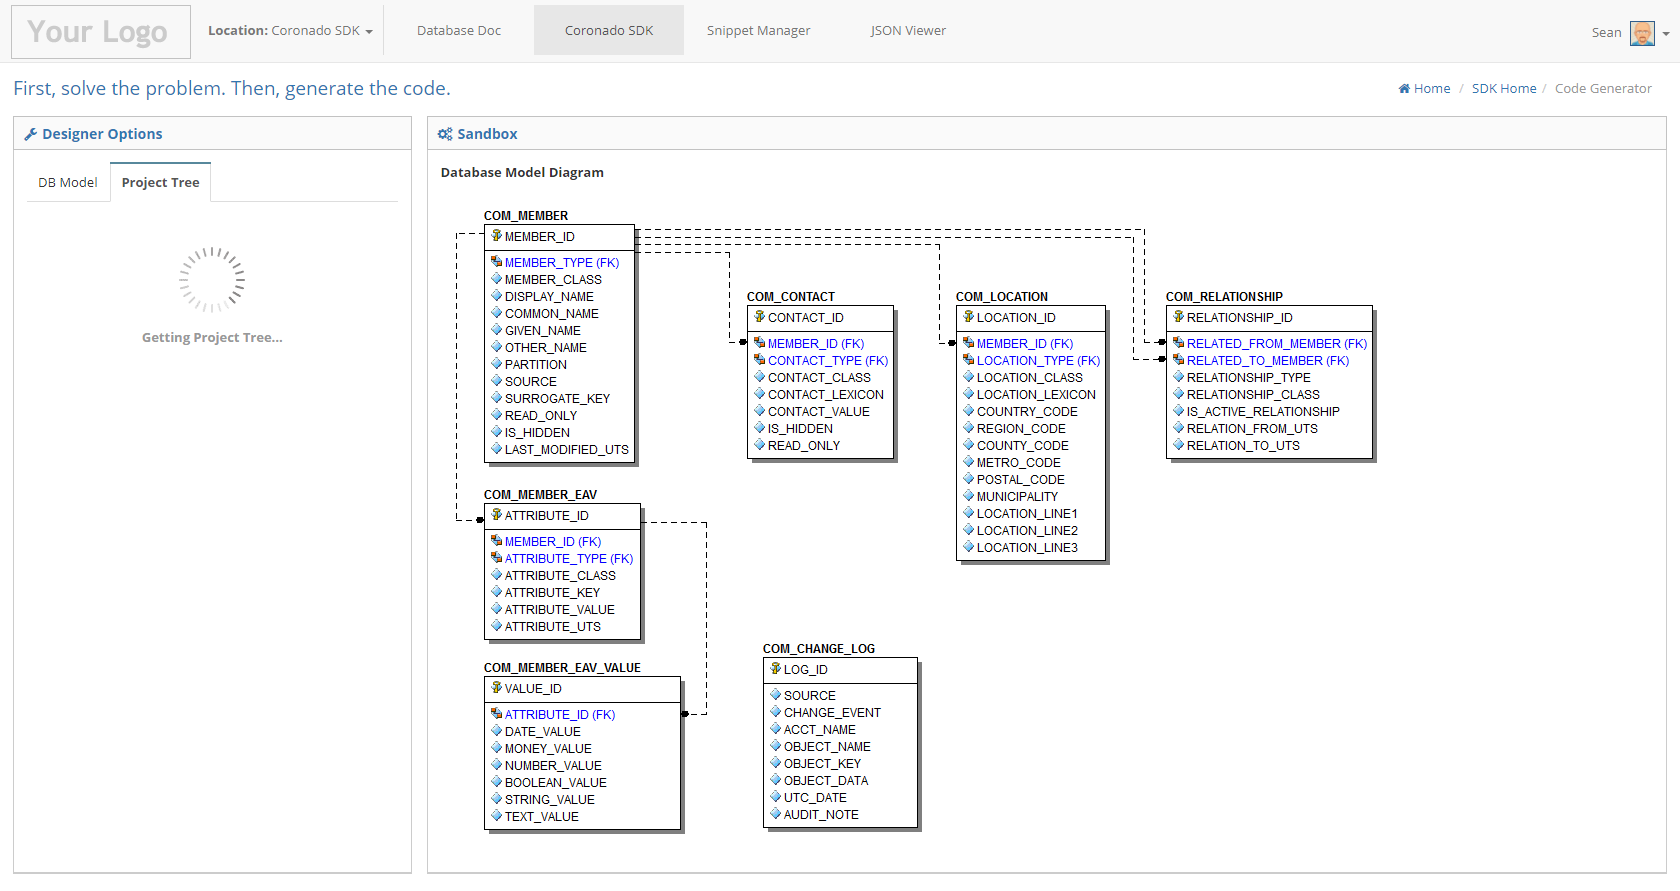 Your Logo
Location: Coronado SDK
Database Doc
Coronado SDK
Snippet Manager
JSON Viewer
Sean
First, solve the problem. Then, generate the code.
Home / SDK Home / Code Generator
Designer Options
DB Model
Project Tree
Getting Project Tree...
Sandbox
Database Model Diagram
COM_MEMBER
MEMBER_ID
MEMBER_TYPE (FK)
MEMBER_CLASS
DISPLAY_NAME
COMMON_NAME
GIVEN_NAME
OTHER_NAME
PARTITION
SOURCE
SURROGATE_KEY
READ_ONLY
IS_HIDDEN
LAST_MODIFIED_UTS
COM_CONTACT
CONTACT_ID
MEMBER_ID (FK)
CONTACT_TYPE (FK)
CONTACT_CLASS
CONTACT_LEXICON
CONTACT_VALUE
IS_HIDDEN
READ_ONLY
COM_LOCATION
LOCATION_ID
MEMBER_ID (FK)
LOCATION_TYPE (FK)
LOCATION_CLASS
LOCATION_LEXICON
COUNTRY_CODE
REGION_CODE
COUNTY_CODE
METRO_CODE
POSTAL_CODE
MUNICIPALITY
LOCATION_LINE1
LOCATION_LINE2
LOCATION_LINE3
COM_RELATIONSHIP
RELATIONSHIP_ID
RELATED_FROM_MEMBER (FK)
RELATED_TO_MEMBER (FK)
RELATIONSHIP_TYPE
RELATIONSHIP_CLASS
IS_ACTIVE_RELATIONSHIP
RELATION_FROM_UTS
RELATION_TO_UTS
COM_MEMBER_EAV
ATTRIBUTE_ID
MEMBER_ID (FK)
ATTRIBUTE_TYPE (FK)
ATTRIBUTE_CLASS
ATTRIBUTE_KEY
ATTRIBUTE_VALUE
ATTRIBUTE_UTS
COM_MEMBER_EAV_VALUE
VALUE_ID
ATTRIBUTE_ID (FK)
DATE_VALUE
MONEY_VALUE
NUMBER_VALUE
BOOLEAN_VALUE
STRING_VALUE
TEXT_VALUE
COM_CHANGE_LOG
LOG_ID
SOURCE
CHANGE_EVENT
ACCT_NAME
OBJECT_NAME
OBJECT_KEY
OBJECT_DATA
UTC_DATE
AUDIT_NOTE